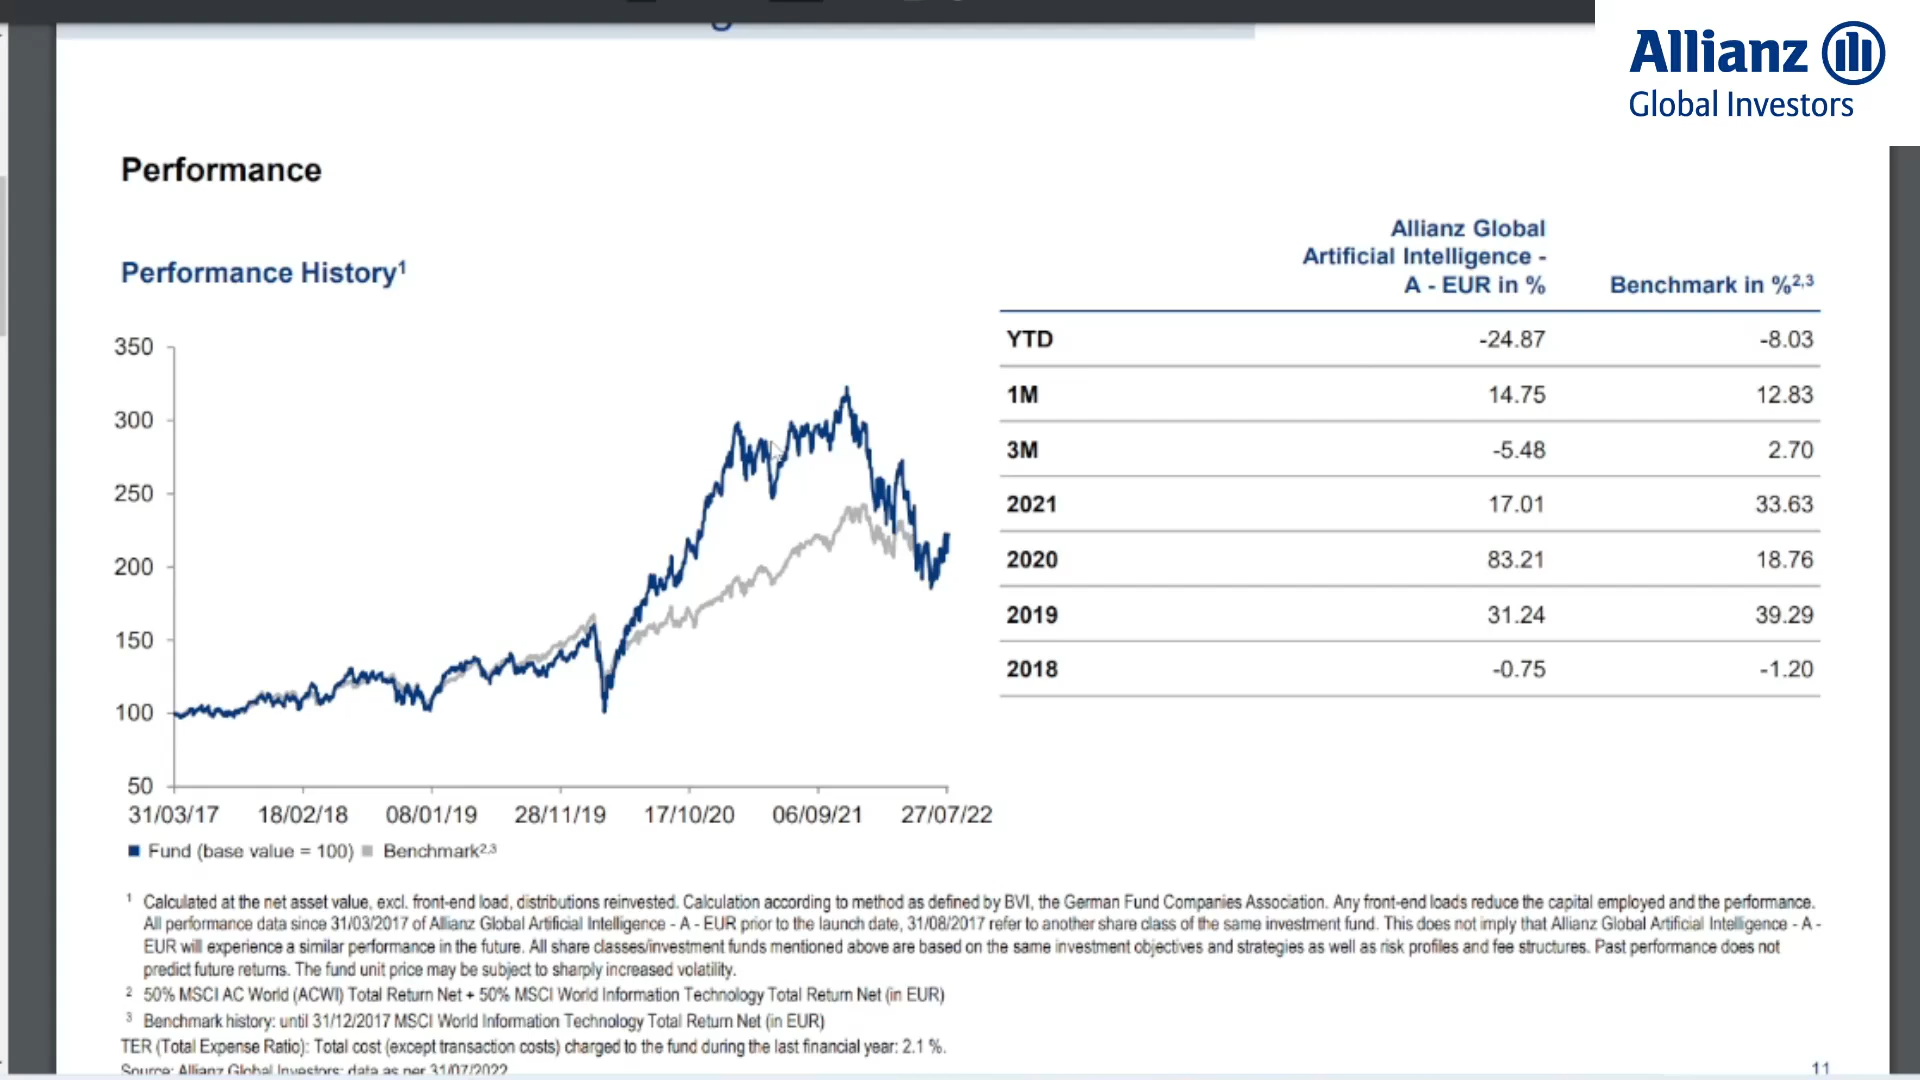 Allianz
Global Investors
Performance
Performance History¹
350
300
250
200
150
100
50
31/03/17 18/02/18 08/01/19 28/11/19 17/10/20 06/09/21 27/07/22
Fund (base value = 100) Benchmark²,³
Allianz Global
Artificial Intelligence -
A - EUR in % Benchmark in %²,³
YTD -24.87 -8.03
1M 14.75 12.83
3M -5.48 2.70
2021 17.01 33.63
2020 83.21 18.76
2019 31.24 39.29
2018 -0.75 -1.20
¹ Calculated at the net asset value, excl. front-end load, distributions reinvested. Calculation according to method as defined by BVI, the German Fund Companies Association. Any front-end loads reduce the capital employed and the performance.
All performance data since 31/03/2017 of Allianz Global Artificial Intelligence - A - EUR prior to the launch date, 31/08/2017 refer to another share class of the same investment fund. This does not imply that Allianz Global Artificial Intelligence - A -
EUR will experience a similar performance in the future. All share classes/investment funds mentioned above are based on the same investment objectives and strategies as well as risk profiles and fee structures. Past performance does not
predict future returns. The fund unit price may be subject to sharply increased volatility.
² 50% MSCI AC World (ACWI) Total Return Net + 50% MSCI World Information Technology Total Return Net (in EUR)
³ Benchmark history: until 31/12/2017 MSCI World Information Technology Total Return Net (in EUR)
TER (Total Expense Ratio): Total cost (except transaction costs) charged to the fund during the last financial year: 2.1 %.
Source: Allianz Global Investors; data as per 31/07/2022
11